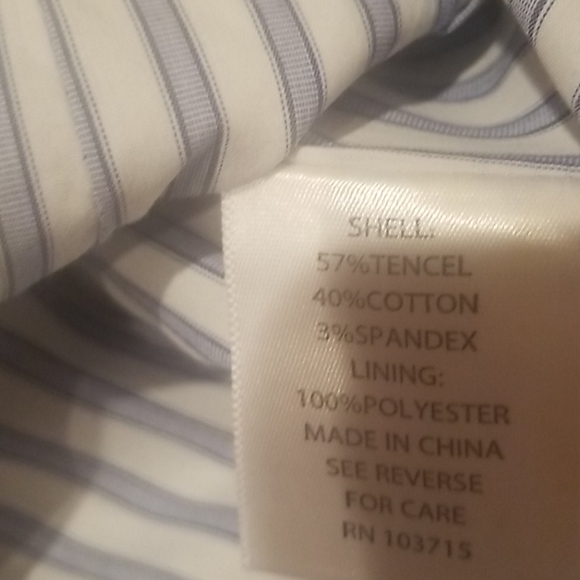 SHELL:
57%TENCEL
40%COTTON
3%SPANDEX
LINING:
100%POLYESTER
MADE IN CHINA
SEE REVERSE
FOR CARE
RN 103715